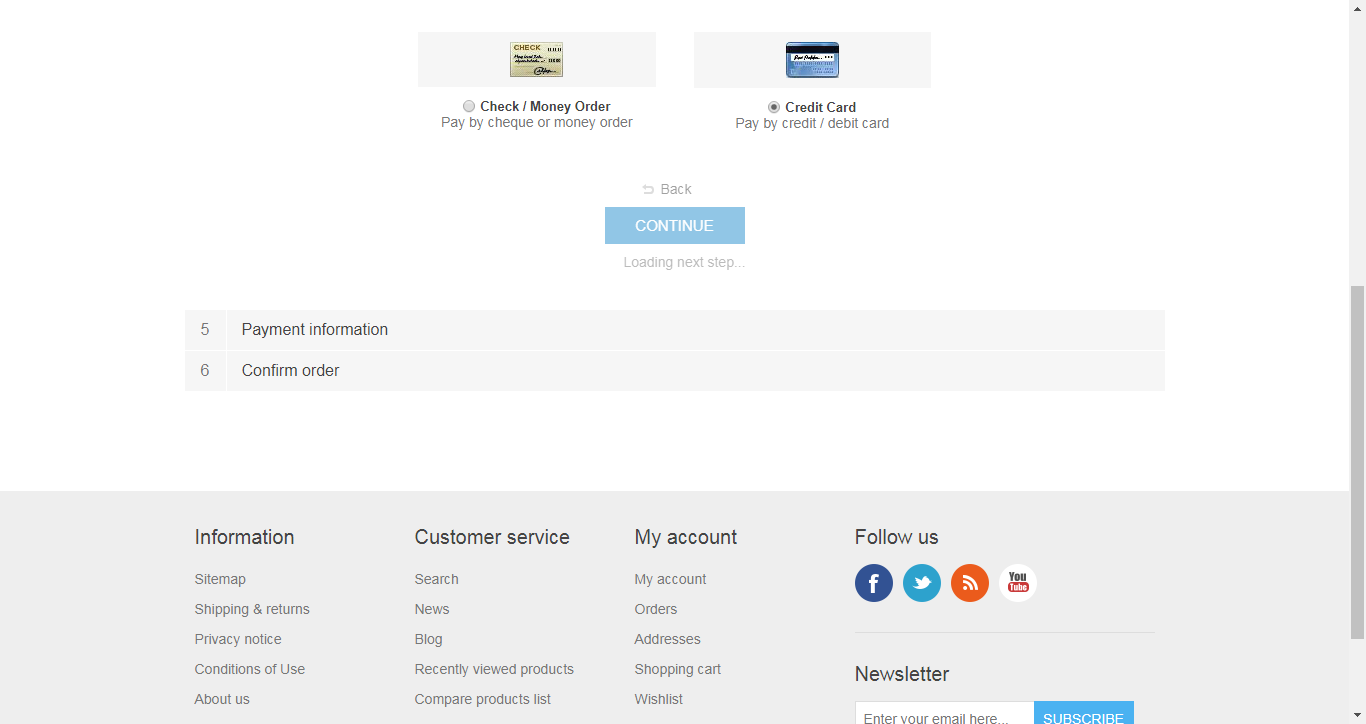 CHECK
Check / Money Order
Pay by cheque or money order
Credit Card
Pay by credit / debit card
Back
CONTINUE
Loading next step...
5 Payment information
6 Confirm order
Information
Sitemap
Shipping & returns
Privacy notice
Conditions of Use
About us
Customer service
Search
News
Blog
Recently viewed products
Compare products list
My account
My account
Orders
Addresses
Shopping cart
Wishlist
Follow us
You
Tube
Newsletter
Enter your email here...
SUBSCRIBE